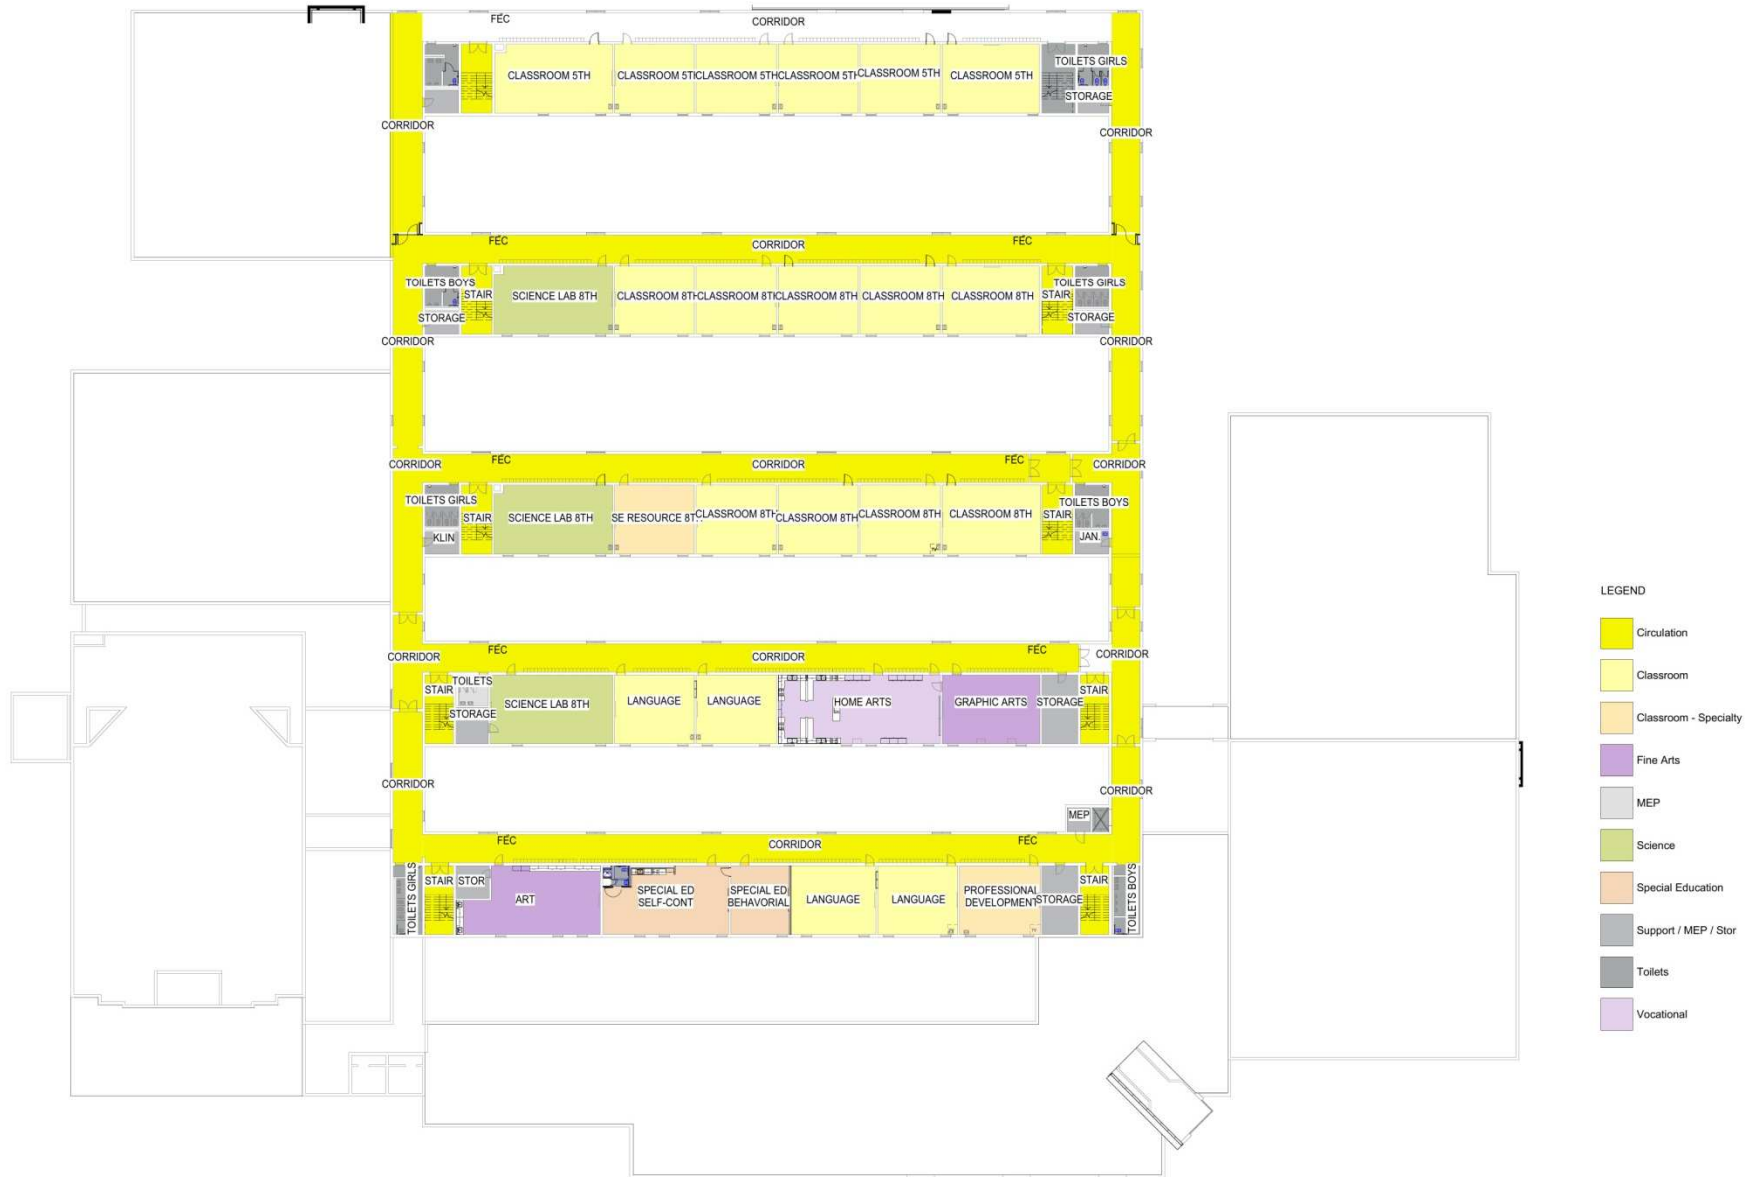 FEC
CORRIDOR
TOILETS GIRLS
CLASSROOM 5TH
CLASSROOM 5TH
CLASSROOM 5TH
CLASSROOM 5TH
CLASSROOM 5TH
CLASSROOM 5TH
STORAGE
CORRIDOR
CORRIDOR
FEC
CORRIDOR
FEC
TOILETS BOYS
STAIR
SCIENCE LAB 8TH
CLASSROOM 8TH
CLASSROOM 8TH
CLASSROOM 8TH
CLASSROOM 8TH
CLASSROOM 8TH
STAIR
TOILETS GIRLS
STORAGE
STORAGE
CORRIDOR
CORRIDOR
CORRIDOR
FEC
CORRIDOR
FEC
CORRIDOR
TOILETS GIRLS
STAIR
SCIENCE LAB 8TH
SE RESOURCE 8TH
CLASSROOM 8TH
CLASSROOM 8TH
CLASSROOM 8TH
CLASSROOM 8TH
STAIR
TOILETS BOYS
KLIN
JAN.
TV
CORRIDOR
FEC
CORRIDOR
FEC
CORRIDOR
STAIR
TOILETS
STORAGE
SCIENCE LAB 8TH
LANGUAGE
LANGUAGE
HOME ARTS
GRAPHIC ARTS
STORAGE
STAIR
CORRIDOR
CORRIDOR
MEP
FEC
CORRIDOR
FEC
TOILETS GIRLS
STAIR
STOR
ART
SPECIAL ED
SELF-CONT
SPECIAL ED
BEHAVORIAL
LANGUAGE
LANGUAGE
PROFESSIONAL
DEVELOPMENT
STORAGE
STAIR
TOILETS BOYS
TV
TV
LEGEND
Circulation
Classroom
Classroom - Specialty
Fine Arts
MEP
Science
Special Education
Support / MEP / Stor
Toilets
Vocational